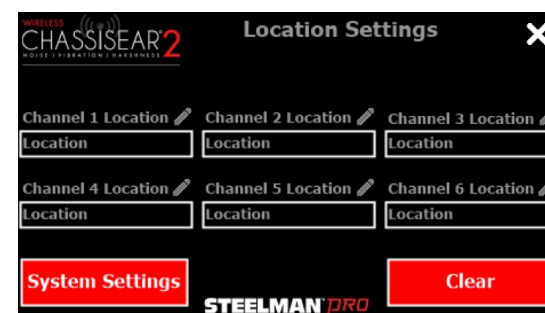 WIRELESS
CHASSISEAR®2
NOISE | VIBRATION | HARSHNESS
Location Settings
Channel 1 Location
Channel 2 Location
Channel 3 Location
Location
Location
Location
Channel 4 Location
Channel 5 Location
Channel 6 Location
Location
Location
Location
System Settings
Clear
STEELMAN PRO